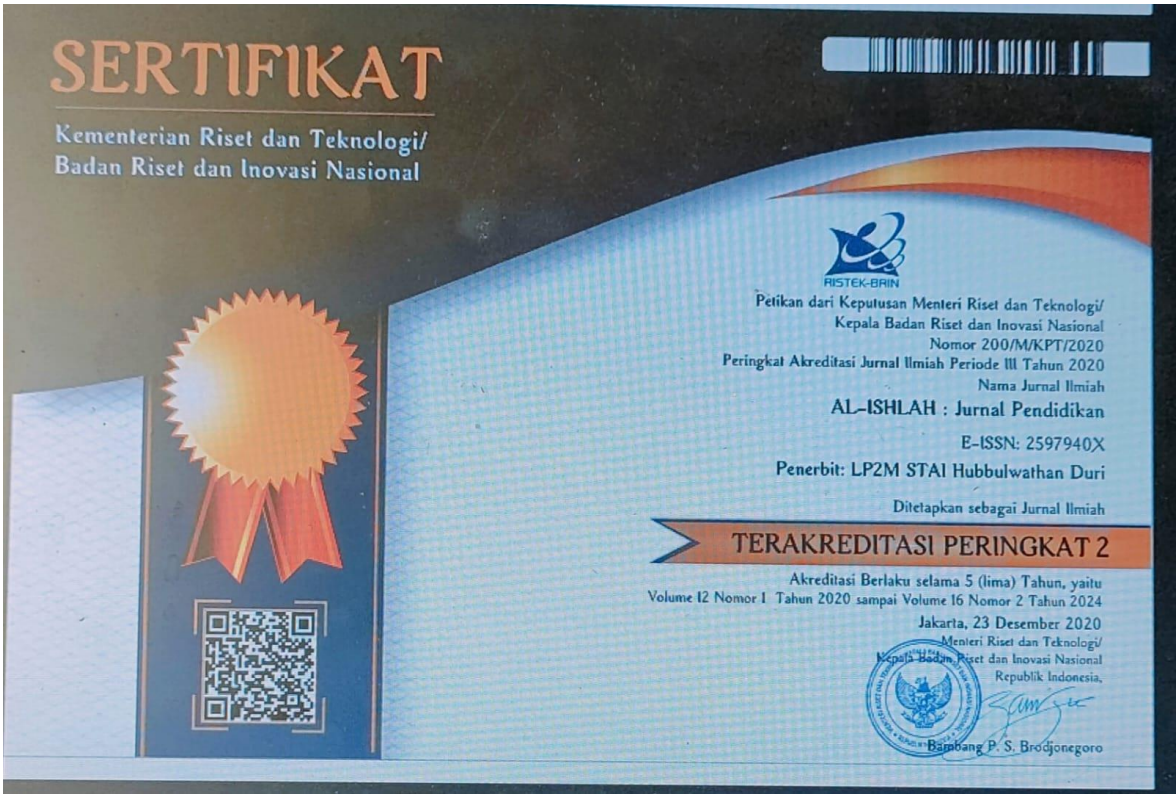 SERTIFIKAT
Kementerian Riset dan Teknologi/
Badan Riset dan Inovasi Nasional
RISTEK-BRIN
Petikan dari Keputusan Menteri Riset dan Teknologi/
Kepala Badan Riset dan Inovasi Nasional
Nomor 200/M/KPT/2020
Peringkat Akreditasi Jurnal Ilmiah Periode III Tahun 2020
Nama Jurnal Ilmiah
AL-ISHLAH : Jurnal Pendidikan
E-ISSN: 2597940X
Penerbit: LP2M STAI Hubbulwathan Duri
Ditetapkan sebagai Jurnal Ilmiah
TERAKREDITASI PERINGKAT 2
Akreditasi Berlaku selama 5 (lima) Tahun, yaitu
Volume 12 Nomor 1 Tahun 2020 sampai Volume 16 Nomor 2 Tahun 2024
Jakarta, 23 Desember 2020
Menteri Riset dan Teknologi/
Kepala Badan Riset dan Inovasi Nasional
Republik Indonesia,
Bambang P. S. Brodjonegoro